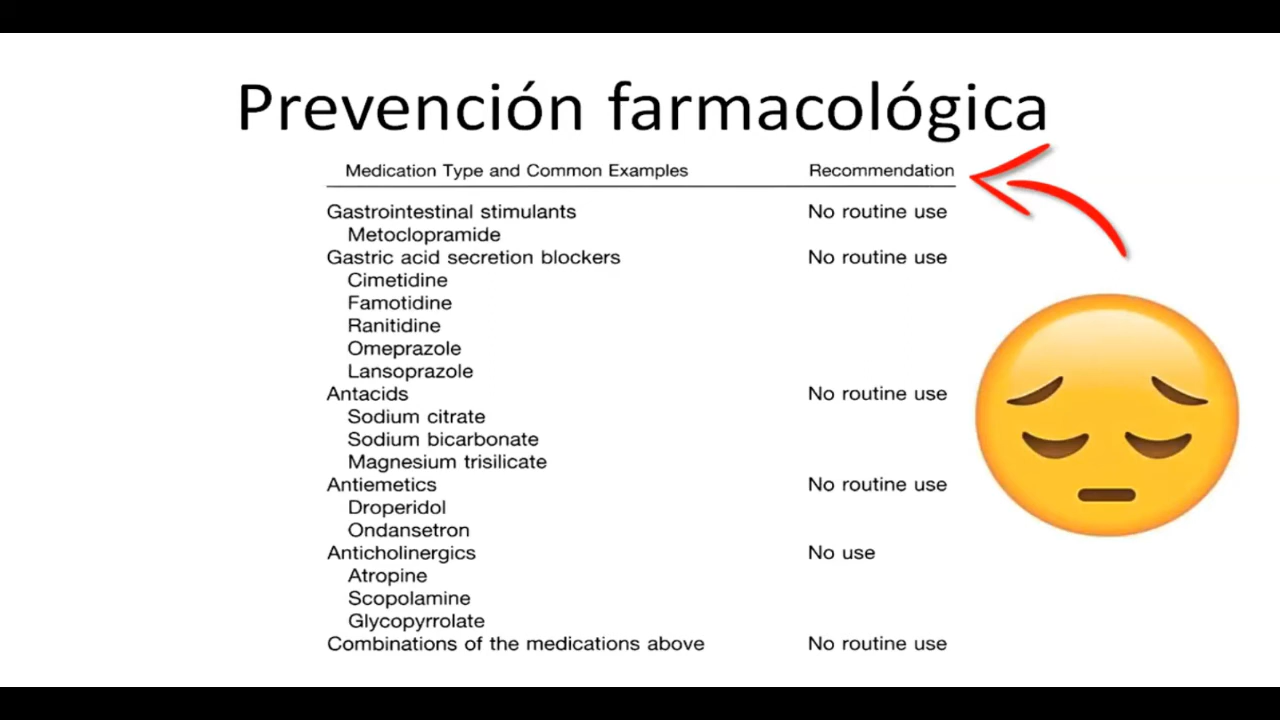 Prevención farmacológica
Medication Type and Common Examples Recommendation
Gastrointestinal stimulants No routine use
Metoclopramide
Gastric acid secretion blockers No routine use
Cimetidine
Famotidine
Ranitidine
Omeprazole
Lansoprazole
Antacids No routine use
Sodium citrate
Sodium bicarbonate
Magnesium trisilicate
Antiemetics No routine use
Droperidol
Ondansetron
Anticholinergics No use
Atropine
Scopolamine
Glycopyrrolate
Combinations of the medications above No routine use